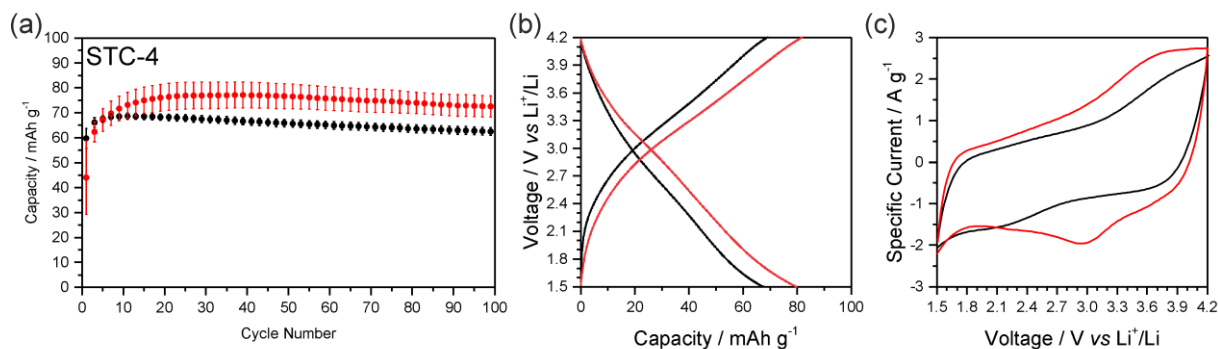 (a)
STC-4
100
90
80
70
60
50
40
30
20
10
0
Capacity / mAh g⁻¹
0 10 20 30 40 50 60 70 80 90 100
Cycle Number
(b)
4.2
3.9
3.6
3.3
3.0
2.7
2.4
2.1
1.8
1.5
Voltage / V vs Li⁺/Li
0 20 40 60 80 100
Capacity / mAh g⁻¹
(c)
3
2
1
0
-1
-2
-3
Specific Current / A g⁻¹
1.5 1.8 2.1 2.4 2.7 3.0 3.3 3.6 3.9 4.2
Voltage / V vs Li⁺/Li